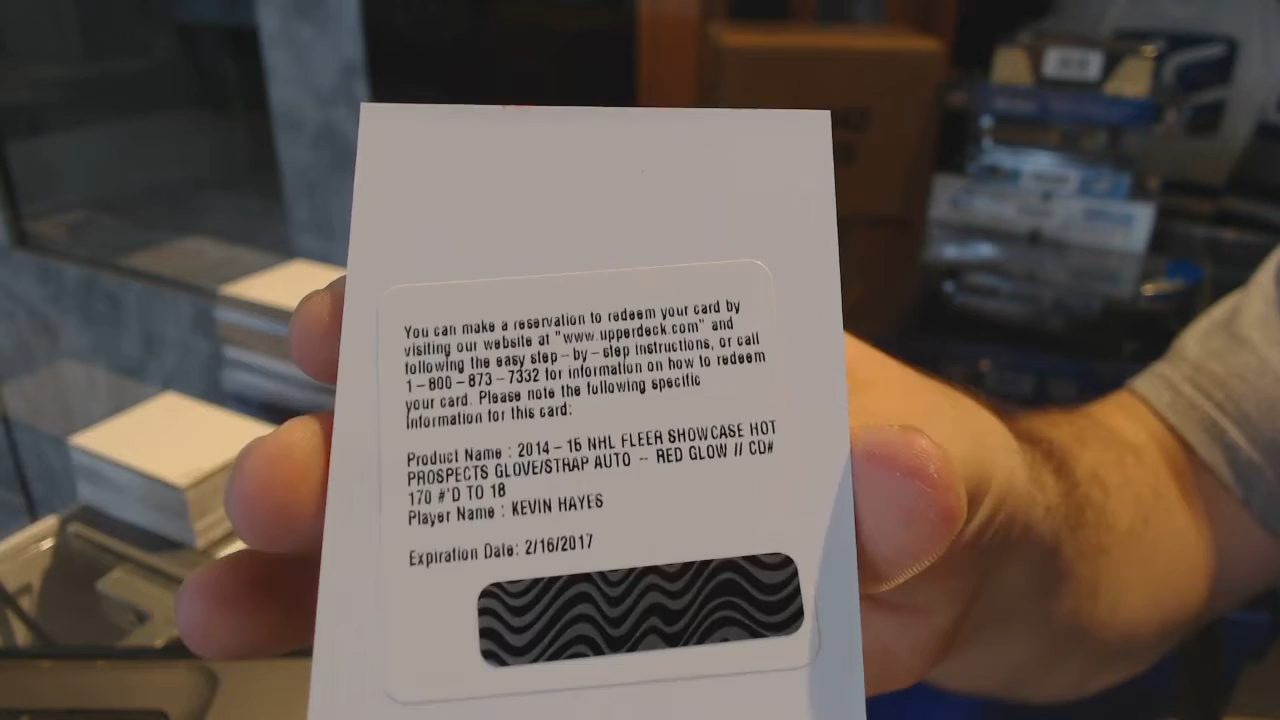 You can make a reservation to redeem your card by
visiting our website at "www.upperdeck.com" and
following the easy step – by – step instructions, or call
1 – 800 – 873 – 7332 for information on how to redeem
your card. Please note the following specific
information for this card:
Product Name : 2014 – 15 NHL FLEER SHOWCASE HOT
PROSPECTS GLOVE/STRAP AUTO -- RED GLOW // CD#
170 #'D TO 18
Player Name : KEVIN HAYES
Expiration Date: 2/16/2017